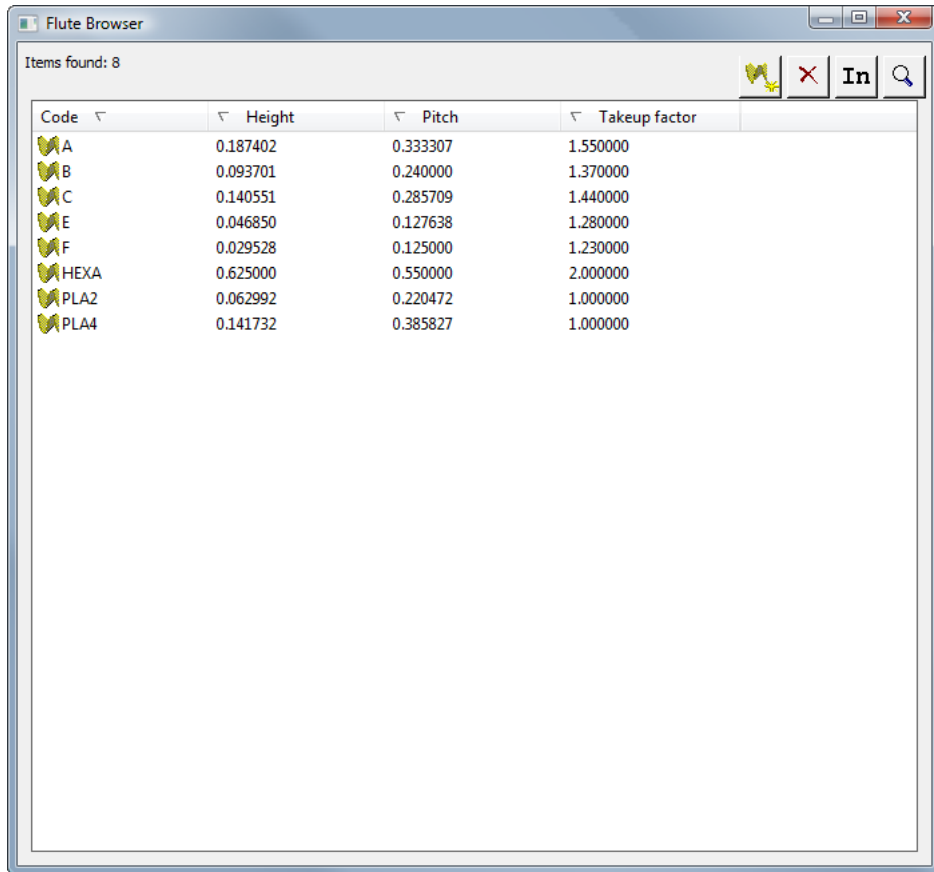 Flute Browser
Items found: 8
In
Code Height Pitch Takeup factor
A 0.187402 0.333307 1.550000
B 0.093701 0.240000 1.370000
C 0.140551 0.285709 1.440000
E 0.046850 0.127638 1.280000
F 0.029528 0.125000 1.230000
HEXA 0.625000 0.550000 2.000000
PLA2 0.062992 0.220472 1.000000
PLA4 0.141732 0.385827 1.000000